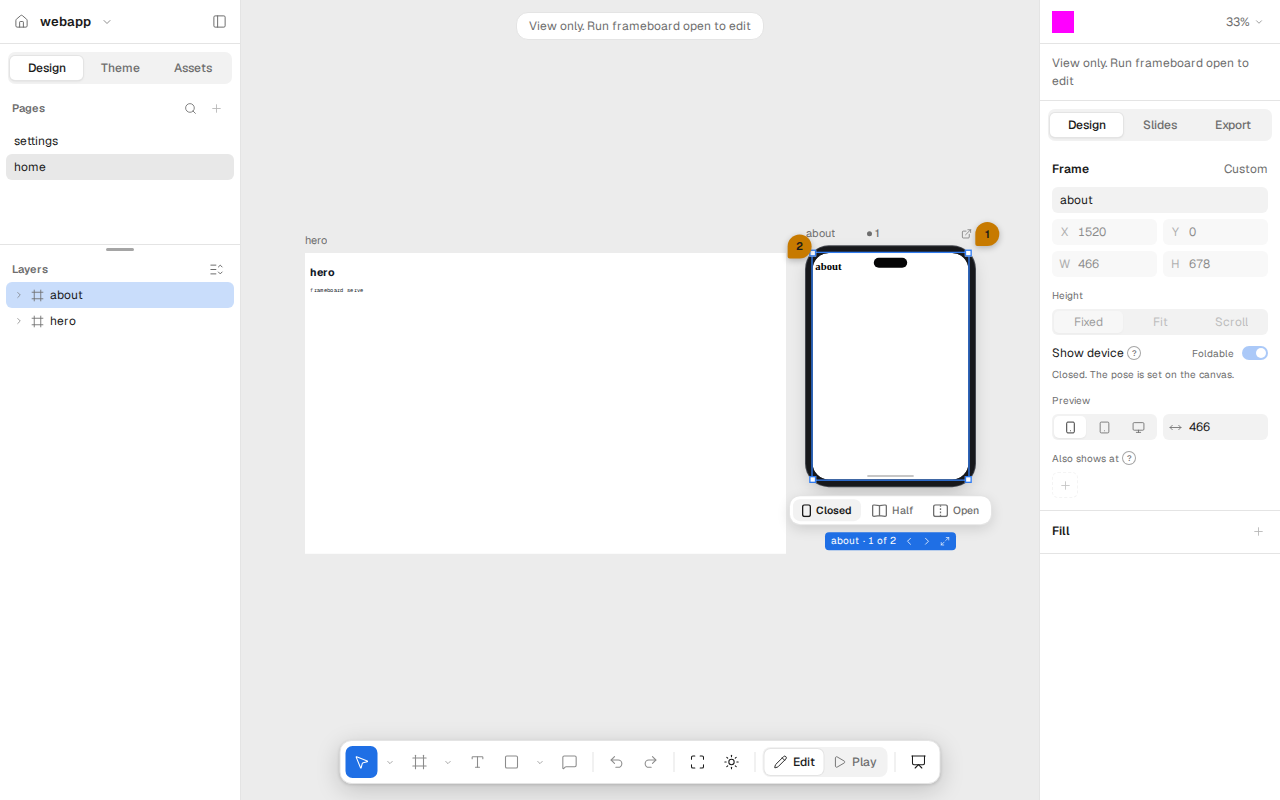 webapp
View only. Run frameboard open to edit
33%
View only. Run frameboard open to
edit
Design
Theme
Assets
Design
Slides
Export
Pages
settings
home
Frame
Custom
about
X 1520
Y 0
W 466
H 678
Height
Fixed
Fit
Scroll
Show device ?
Foldable
Closed. The pose is set on the canvas.
Preview
466
Also shows at ?
Fill
Layers
about
hero
hero
hero
frameboard serve
about
1
1
2
about
Closed
Half
Open
about · 1 of 2
Edit
Play